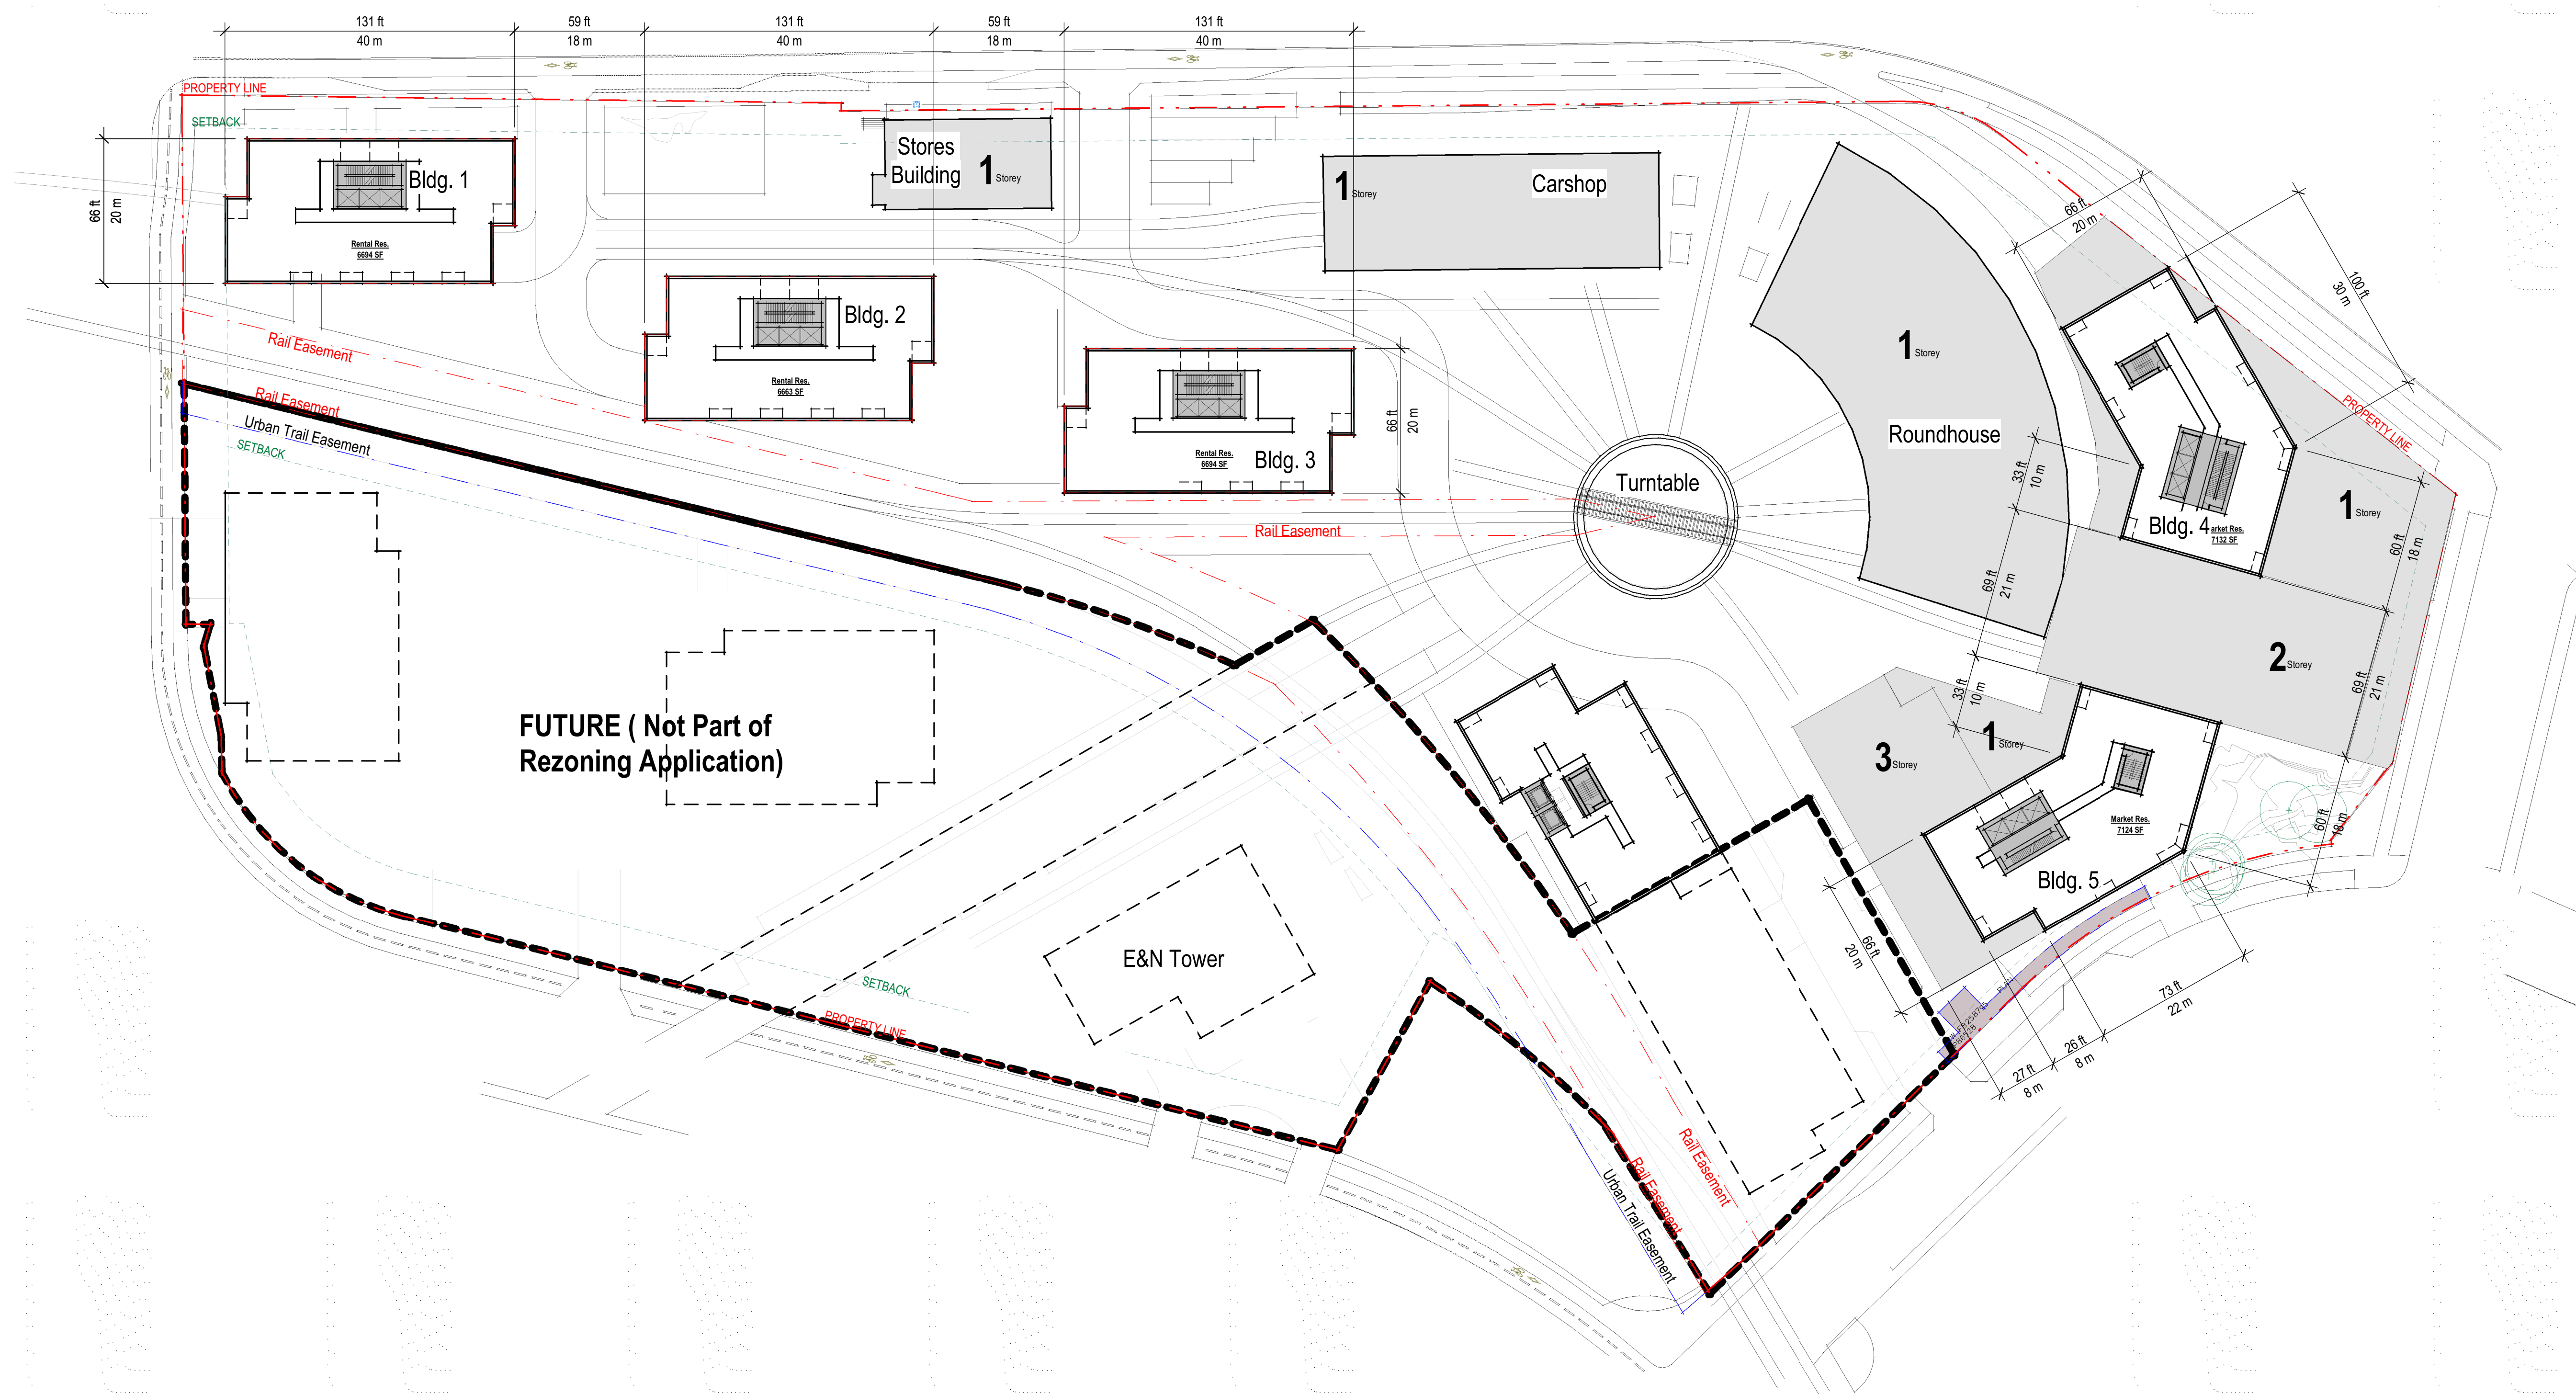 131 ft
40 m
59 ft
18 m
131 ft
40 m
59 ft
18 m
131 ft
40 m
PROPERTY LINE
SETBACK
66 ft
20 m
Bldg. 1
Rental Res.
6694 SF
Stores
Building
1 Storey
1 Storey
Carshop
66 ft
20 m
100 ft
30 m
Bldg. 2
Rental Res.
6663 SF
Rail Easement
Rail Easement
Urban Trail Easement
SETBACK
Bldg. 3
Rental Res.
6694 SF
66 ft
20 m
Rail Easement
Turntable
1 Storey
Roundhouse
33 ft
10 m
69 ft
21 m
33 ft
10 m
PROPERTY LINE
Bldg. 4
arket Res.
7132 SF
1 Storey
60 ft
18 m
2 Storey
69 ft
21 m
60 ft
18 m
3 Storey
1 Storey
Market Res.
7124 SF
Bldg. 5
66 ft
20 m
73 ft
22 m
26 ft
8 m
27 ft
8 m
FUTURE ( Not Part of
Rezoning Application)
E&N Tower
SETBACK
PROPERTY LINE
Rail Easement
Rail Easement
Urban Trail Easement